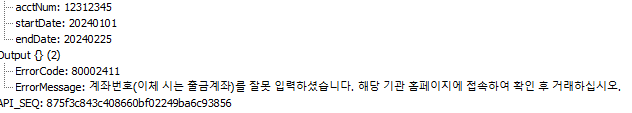 acctNum: 12312345
startDate: 20240101
endDate: 20240225
Output {} (2)
ErrorCode: 80002411
ErrorMessage: 계좌번호(이체 시는 출금계좌)를 잘못 입력하셨습니다. 해당 기관 홈페이지에 접속하여 확인 후 거래하십시오.
API_SEQ: 875f3c843c408660bf02249ba6c93856